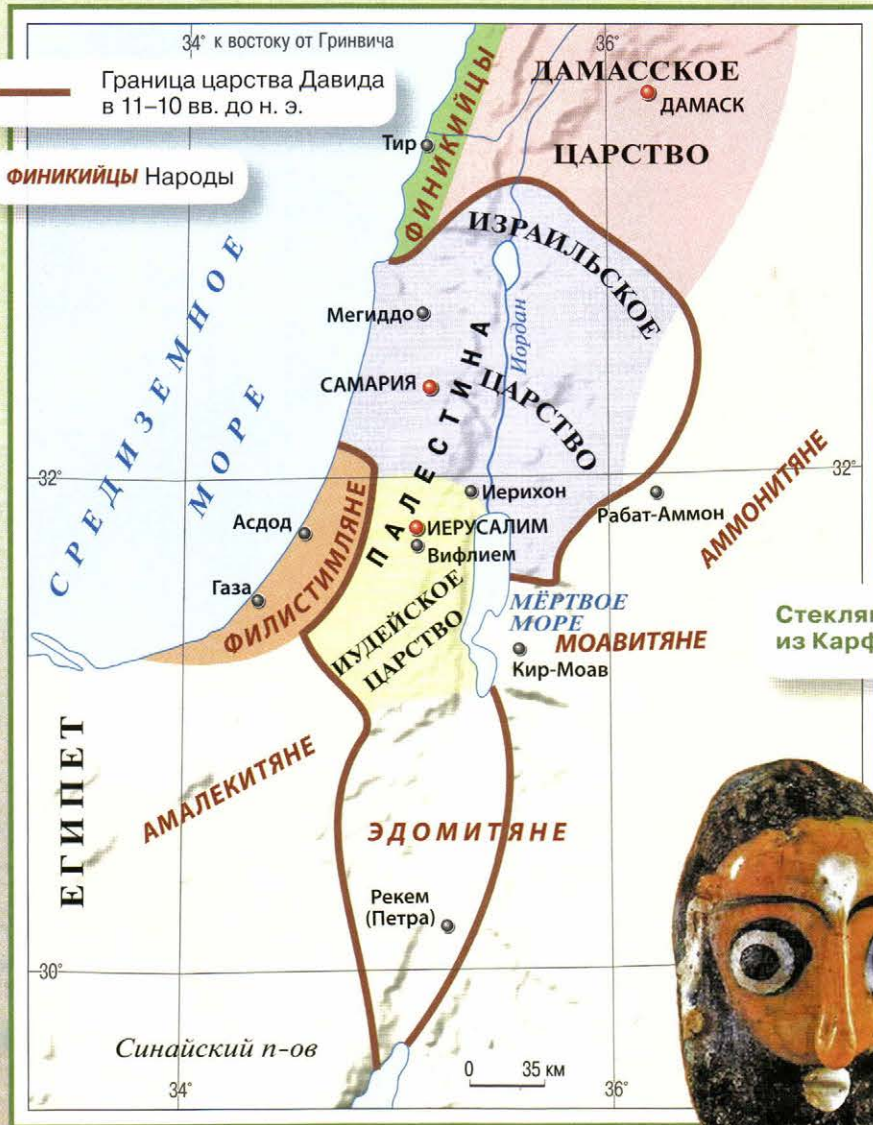 34° к востоку от Гринвича
36°
Граница царства Давида
в 11–10 вв. до н. э.
ФИНИКИЙЦЫ Народы
ДАМАССКОЕ
ДАМАСК
ЦАРСТВО
Тир
ФИНИКИЙЦЫ
ИЗРАИЛЬСКОЕ
ЦАРСТВО
Иордан
Мегиддо
САМАРИЯ
ПАЛЕСТИНА
СРЕДИЗЕМНОЕ
МОРЕ
32°
32°
Иерихон
Рабат-Аммон
АММОНИТЯНЕ
Асдод
ИЕРУСАЛИМ
Вифлием
Газа
ФИЛИСТИМЛЯНЕ
ИУДЕЙСКОЕ
ЦАРСТВО
МЁРТВОЕ
МОРЕ
МОАВИТЯНЕ
Кир-Моав
Стеклян
из Карф
ЕГИПЕТ
АМАЛЕКИТЯНЕ
ЭДОМИТЯНЕ
Рекем
(Петра)
30°
Синайский п-ов
0 35 км
34°
36°